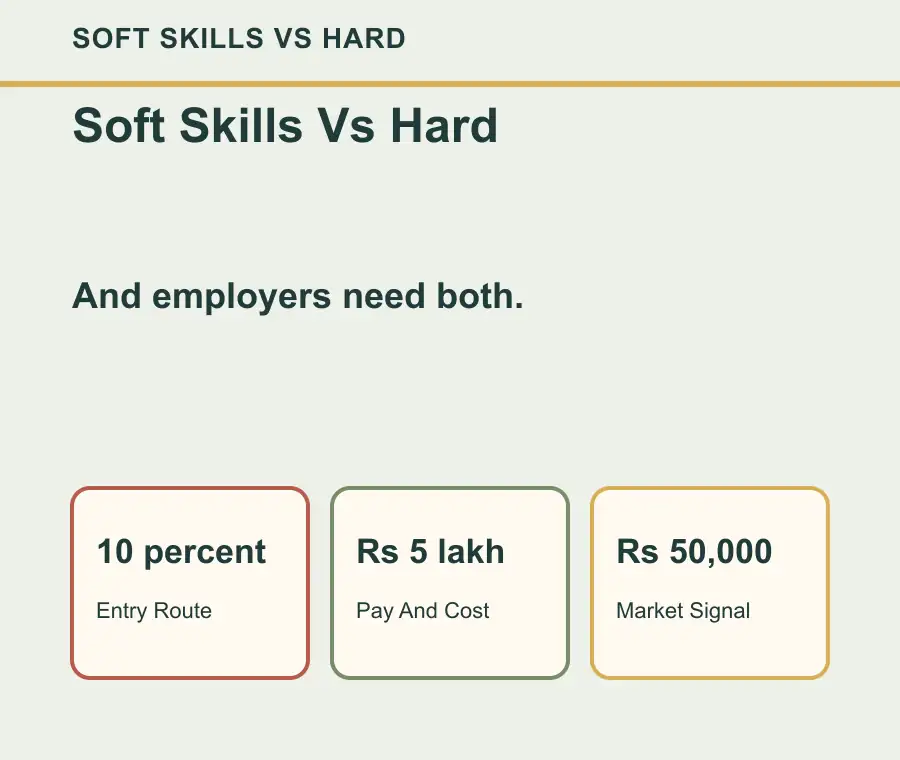 SOFT SKILLS VS HARD
Soft Skills Vs Hard
And employers need both.
10 percent
Entry Route
Rs 5 lakh
Pay And Cost
Rs 50,000
Market Signal